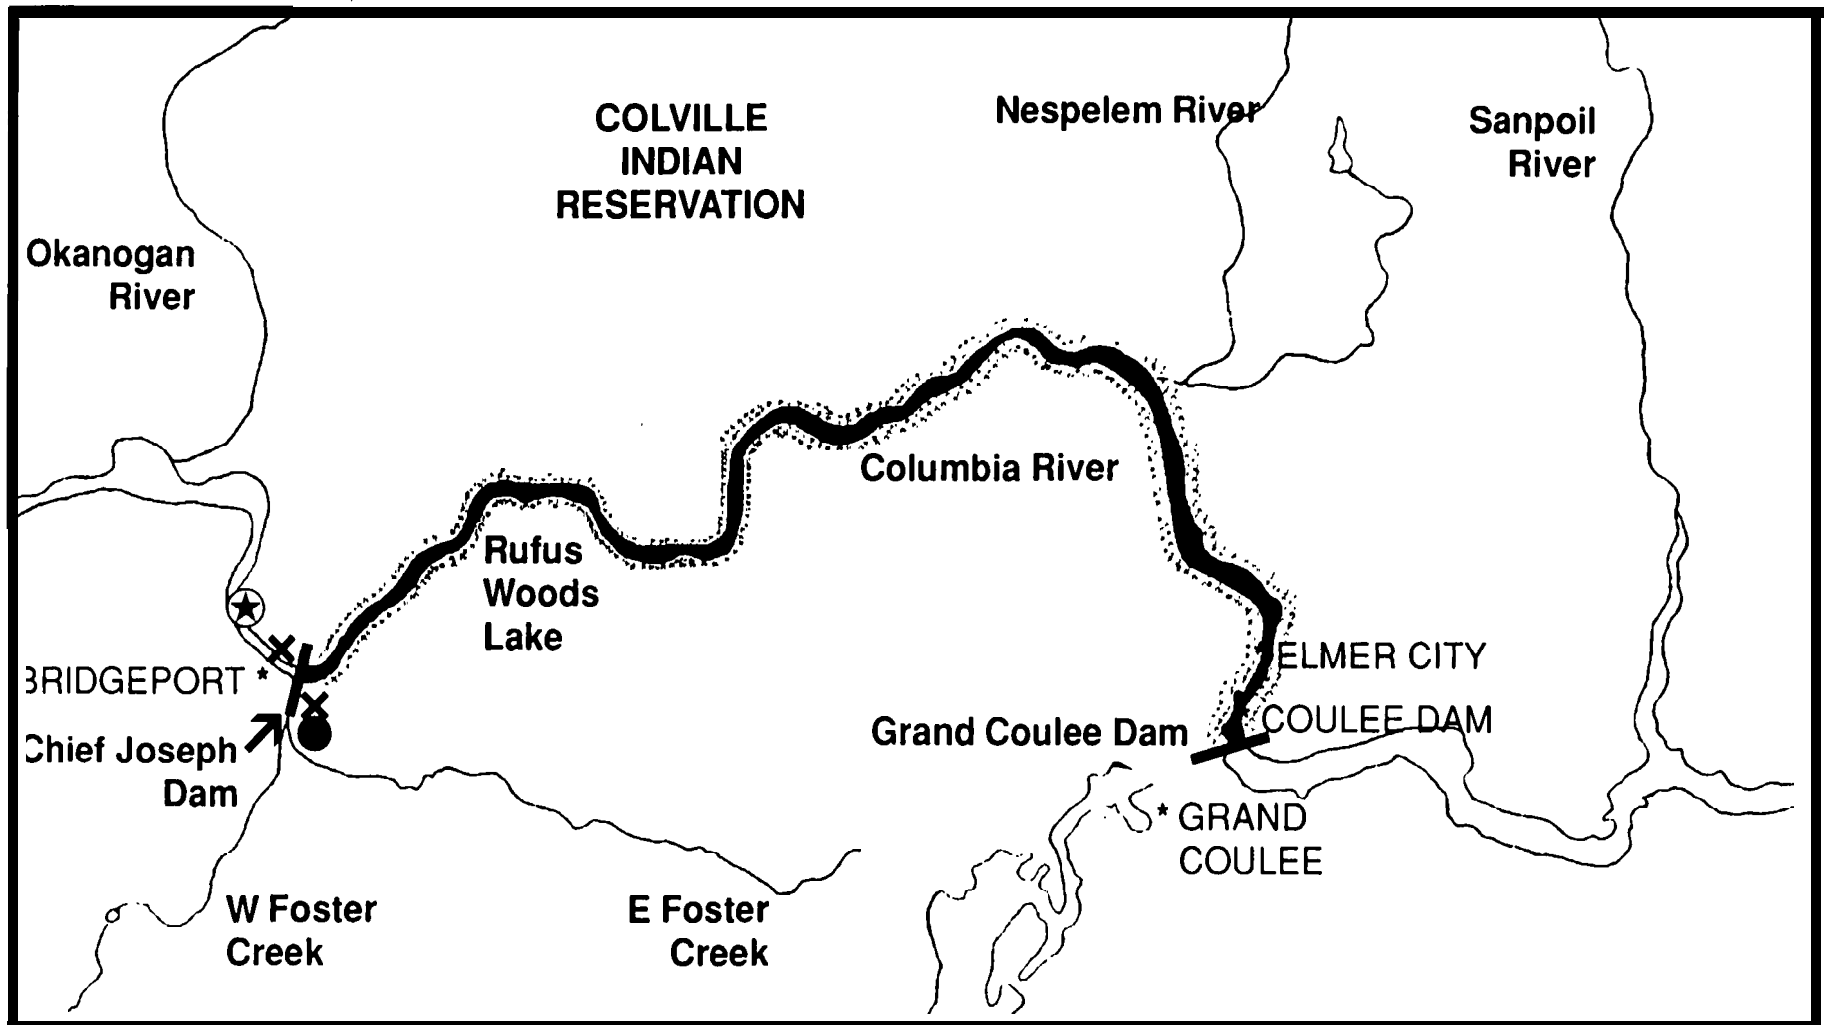 COLVILLE
INDIAN
RESERVATION
Nespelem River
Sanpoil
River
Okanogan
River
Columbia River
Rufus
Woods
Lake
ELMER CITY
BRIDGEPORT *
COULEE DAM
Grand Coulee Dam
Chief Joseph
Dam
* GRAND
COULEE
W Foster
Creek
E Foster
Creek